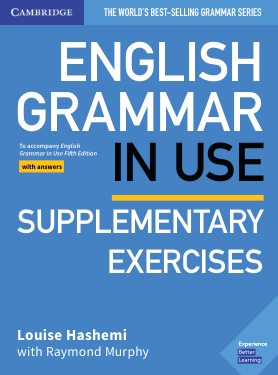 CAMBRIDGE THE WORLD'S BEST-SELLING GRAMMAR SERIES
ENGLISH
GRAMMAR
To accompany English
Grammar in Use Fifth Edition
with answers
IN USE
SUPPLEMENTARY
EXERCISES
Louise Hashemi
with Raymond Murphy
Experience
Better
Learning